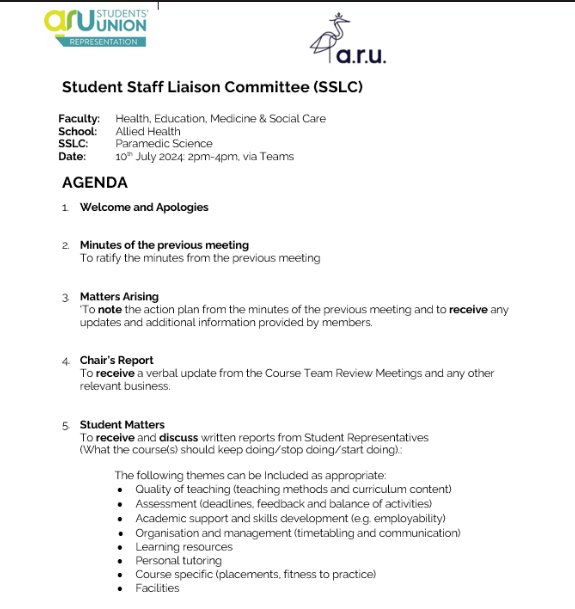 aru STUDENTS'
UNION
REPRESENTATION
a.r.u.
Student Staff Liaison Committee (SSLC)
Faculty: Health, Education, Medicine & Social Care
School: Allied Health
SSLC: Paramedic Science
Date: 10th July 2024: 2pm-4pm, via Teams
AGENDA
1. Welcome and Apologies
2. Minutes of the previous meeting
To ratify the minutes from the previous meeting
3. Matters Arising
'To note the action plan from the minutes of the previous meeting and to receive any
updates and additional information provided by members.
4. Chair's Report
To receive a verbal update from the Course Team Review Meetings and any other
relevant business.
5. Student Matters
To receive and discuss written reports from Student Representatives
(What the course(s) should keep doing/stop doing/start doing).:
The following themes can be Included as appropriate:
• Quality of teaching (teaching methods and curriculum content)
• Assessment (deadlines, feedback and balance of activities)
• Academic support and skills development (e.g. employability)
• Organisation and management (timetabling and communication)
• Learning resources
• Personal tutoring
• Course specific (placements, fitness to practice)
• Facilities